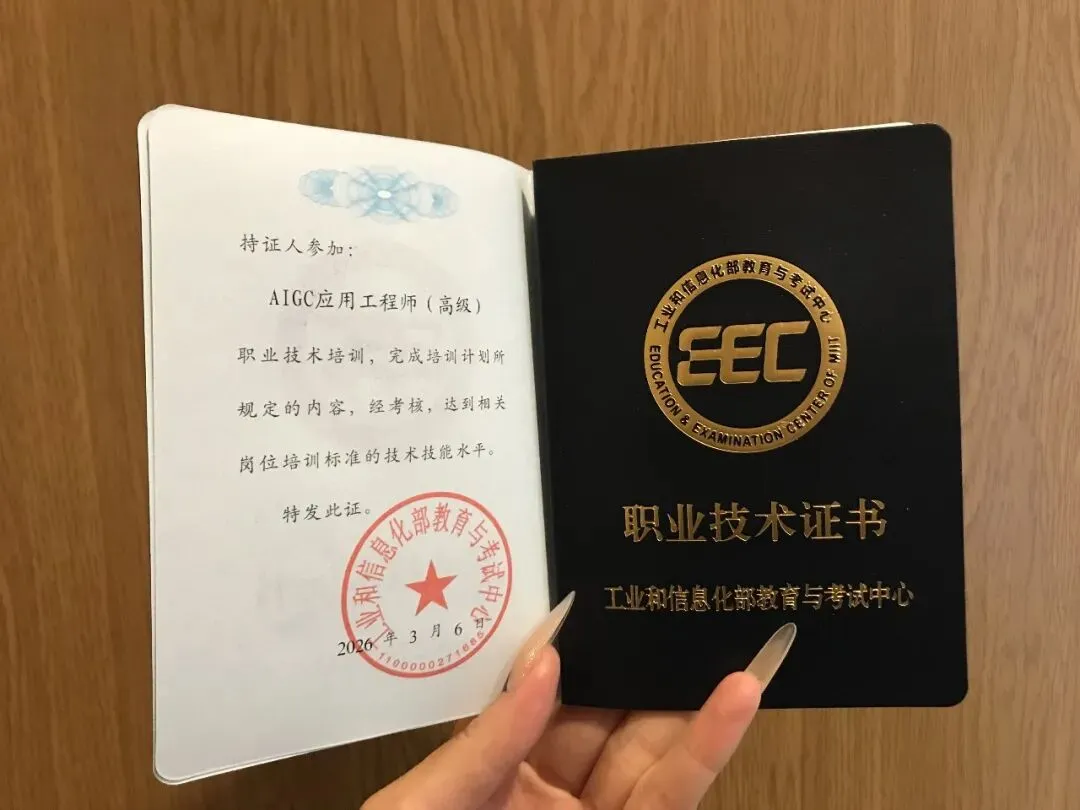 持证人参加：
AIGC应用工程师（高级）
职业技术培训，完成培训计划所
规定的内容，经考核，达到相关
岗位培训标准的技术技能水平。
特发此证。
工业和信息化部教育与考试中心
2026 年 3 月 6 日
1100000271685
工业和信息化部教育与考试中心
EEC
EDUCATION & EXAMINATION CENTER OF MIIT
职业技术证书
工业和信息化部教育与考试中心